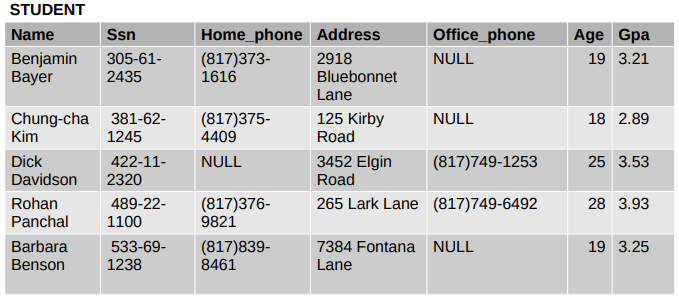 STUDENT
Name Ssn Home_phone Address Office_phone Age Gpa
Benjamin Bayer 305-61-2435 (817)373-1616 2918 Bluebonnet Lane NULL 19 3.21
Chung-cha Kim 381-62-1245 (817)375-4409 125 Kirby Road NULL 18 2.89
Dick Davidson 422-11-2320 NULL 3452 Elgin Road (817)749-1253 25 3.53
Rohan Panchal 489-22-1100 (817)376-9821 265 Lark Lane (817)749-6492 28 3.93
Barbara Benson 533-69-1238 (817)839-8461 7384 Fontana Lane NULL 19 3.25